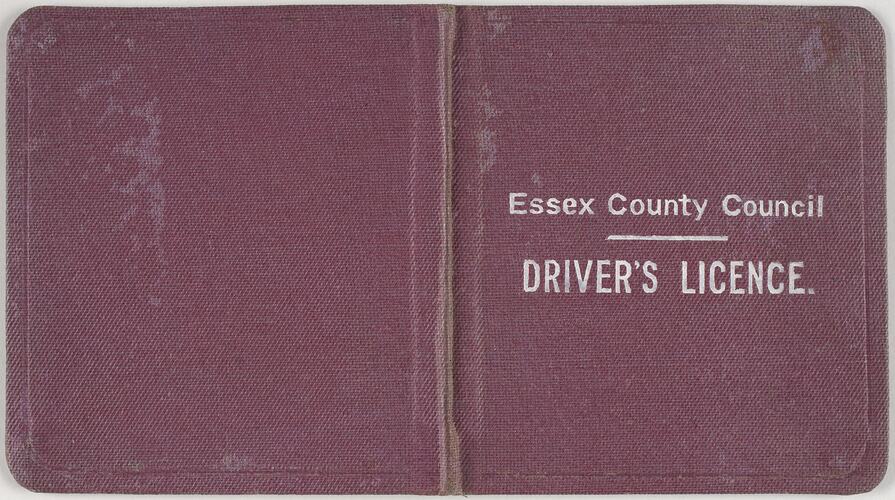 Essex County Council
DRIVER'S LICENCE.